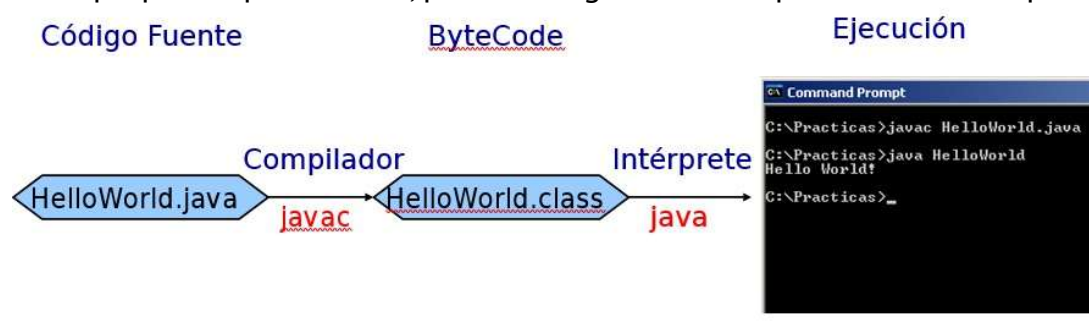 Código Fuente
ByteCode
Ejecución
Compilador
Intérprete
HelloWorld.java
javac
HelloWorld.class
java
Command Prompt
C:\Practicas>javac HelloWorld.java
C:\Practicas>java HelloWorld
Hello World!
C:\Practicas>_